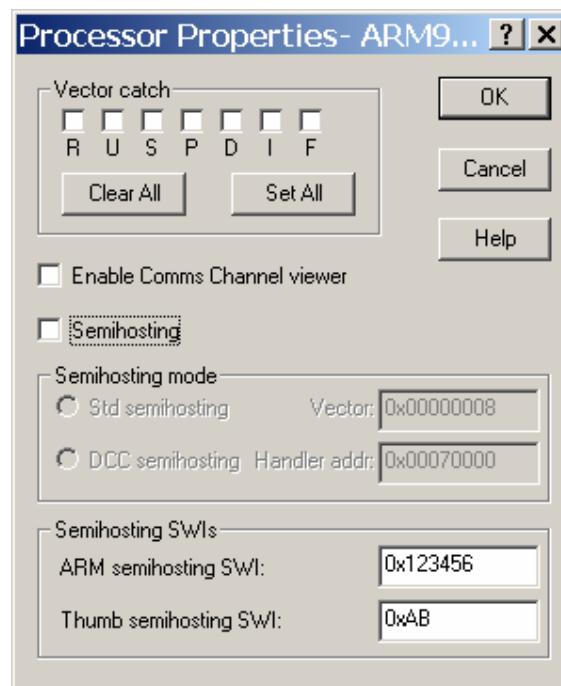 Processor Properties- ARM9... ? X
Vector catch
R U S P D I F
Clear All Set All
OK
Cancel
Help
Enable Comms Channel viewer
Semihosting
Semihosting mode
Std semihosting Vector: 0x00000008
DCC semihosting Handler addr: 0x00070000
Semihosting SWIs
ARM semihosting SWI: 0x123456
Thumb semihosting SWI: 0xAB